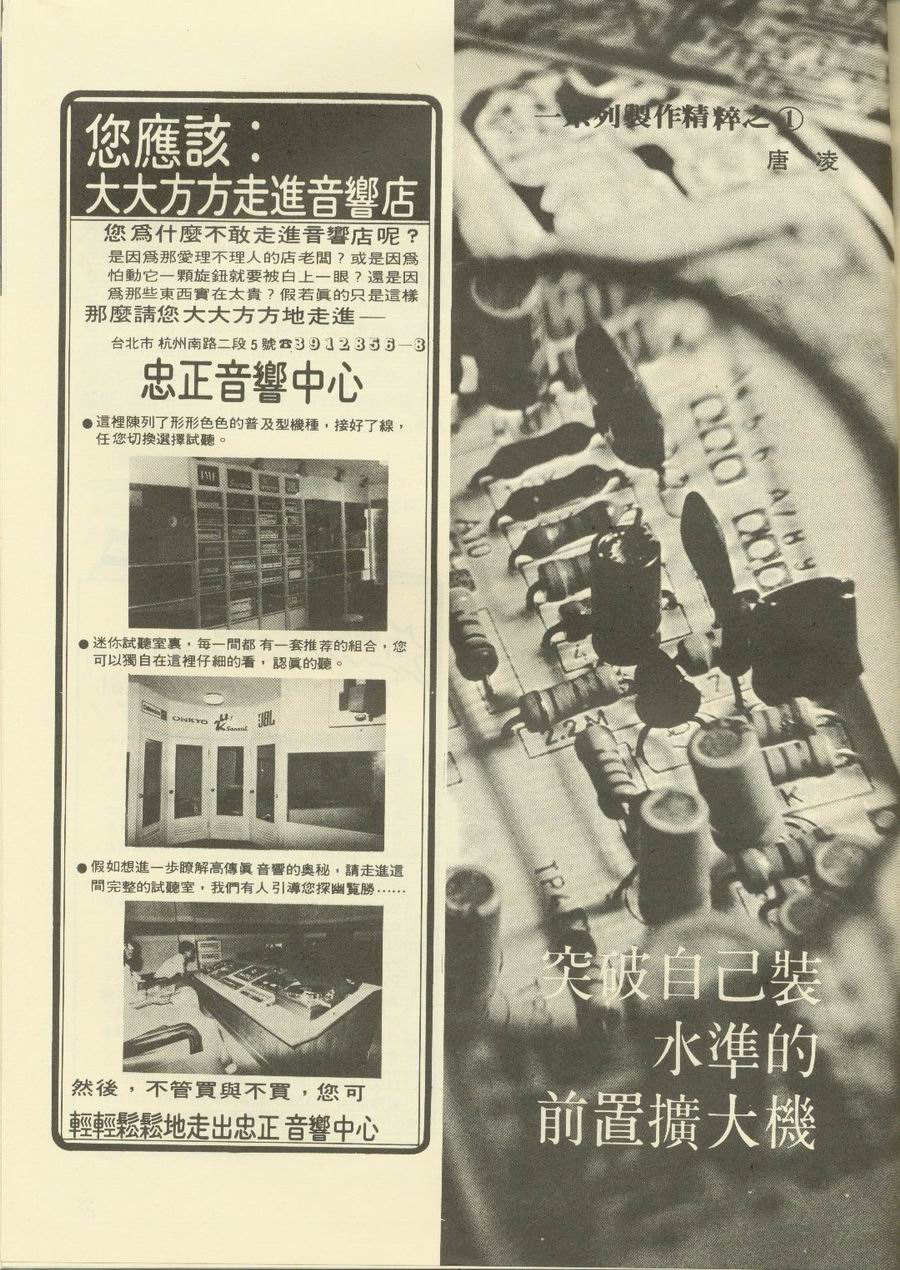 您應該：
大大方方走進音響店
您爲什麼不敢走進音響店呢？
是因爲那愛理不理人的店老闆？或是因爲
怕動它一顆旋鈕就要被白上一眼？還是因
爲那些東西實在太貴？假若眞的只是這樣
那麼請您大大方方地走進——
台北市杭州南路二段5號☎3912356—8
忠正音響中心
●這裡陳列了形形色色的普及型機種，接好了線，
任您切換選擇試聽。
●迷你試聽室裏，每一間都有一套推荐的組合，您
可以獨自在這裡仔細的看，認眞的聽。
ONKYO
Sansui
JBL
●假如想進一步瞭解高傳眞音響的奧秘，請走進這
間完整的試聽室，我們有人引導您探幽覧勝……
然後，不管買與不買，您可
輕輕鬆鬆地走出忠正音響中心
一系列製作精粹之①
唐凌
2.2M
7
K
突破自己裝
水準的
前置擴大機